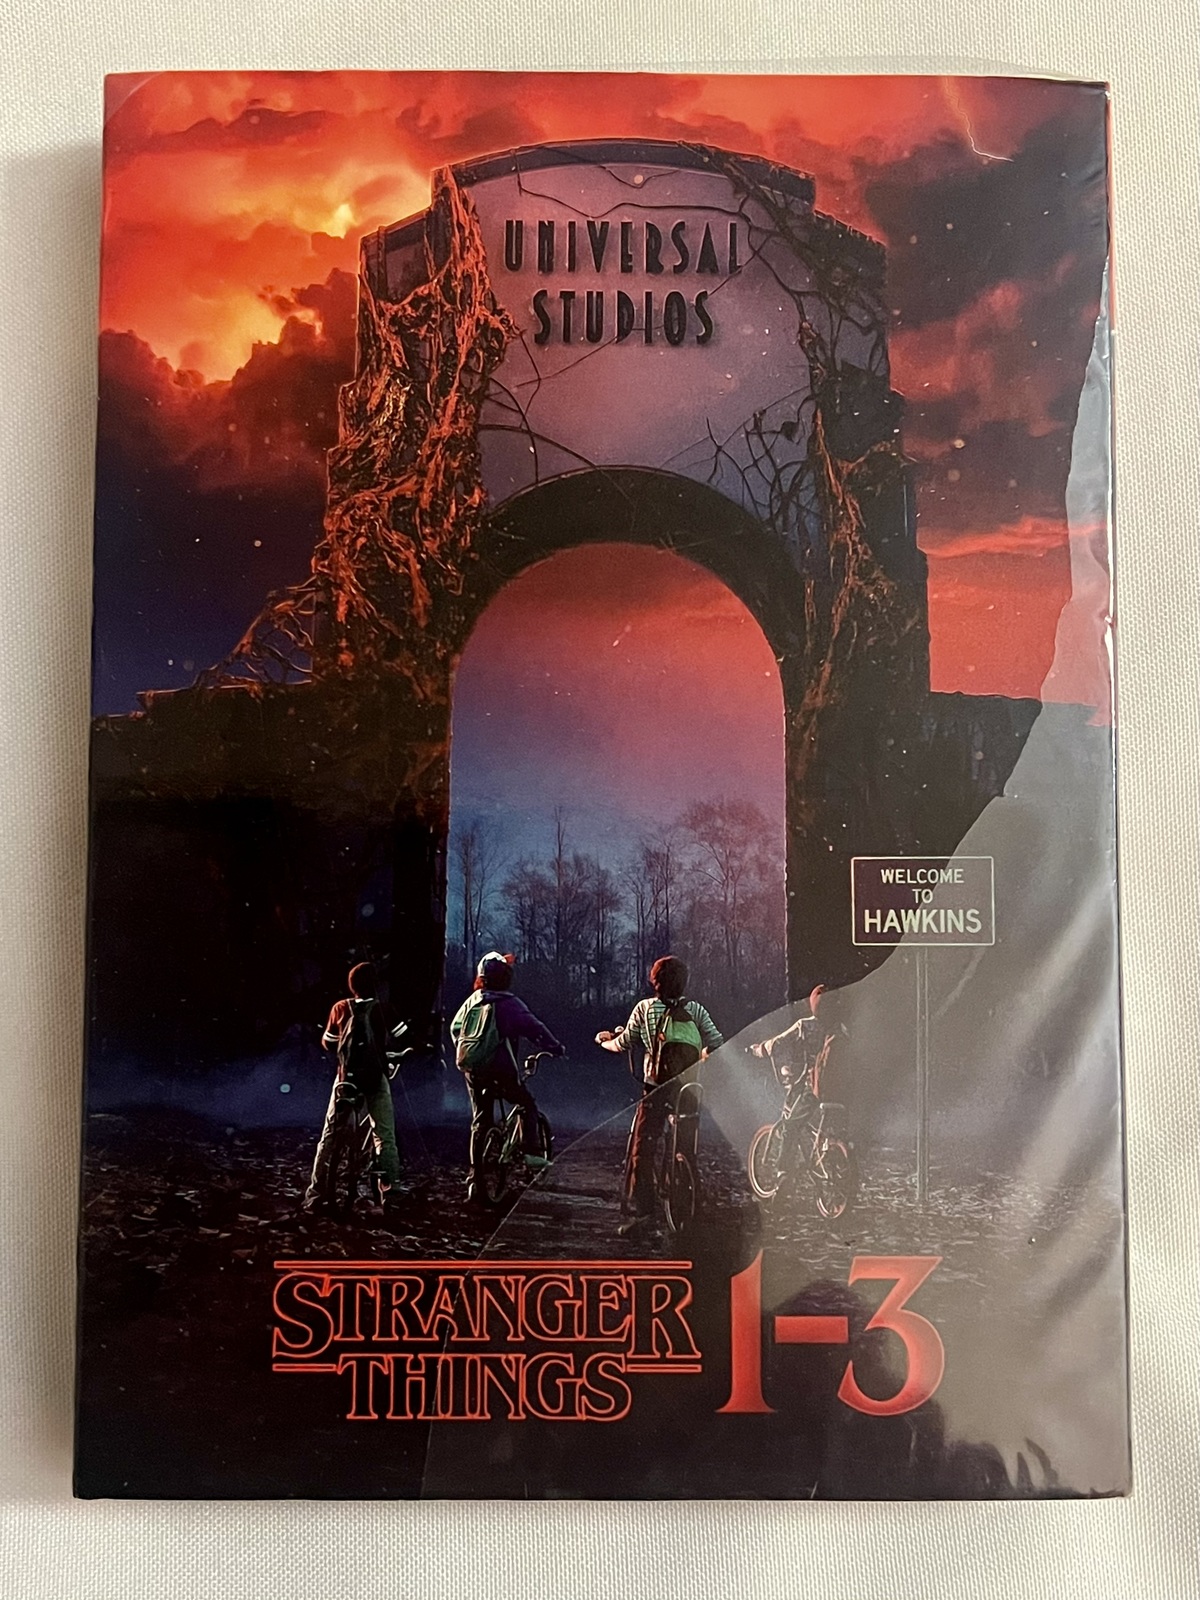 UNIVERSAL
STUDIOS
WELCOME
TO
HAWKINS
STRANGER
THINGS 1-3